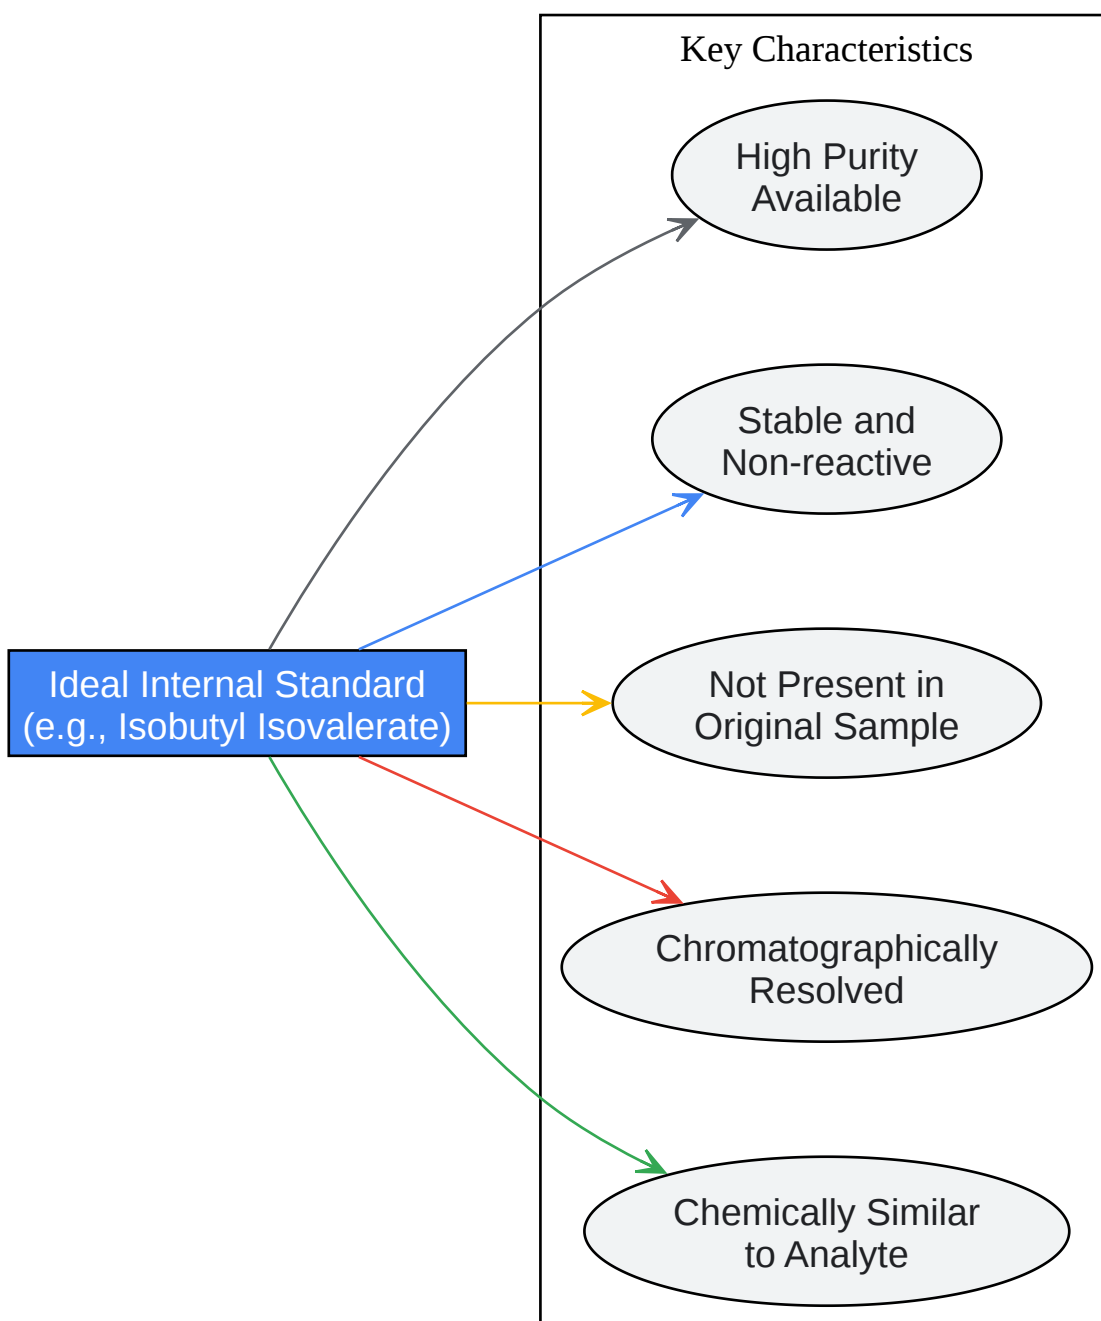 Key Characteristics
High Purity
Available
Stable and
Non-reactive
Ideal Internal Standard
(e.g., Isobutyl Isovalerate)
Not Present in
Original Sample
Chromatographically
Resolved
Chemically Similar
to Analyte